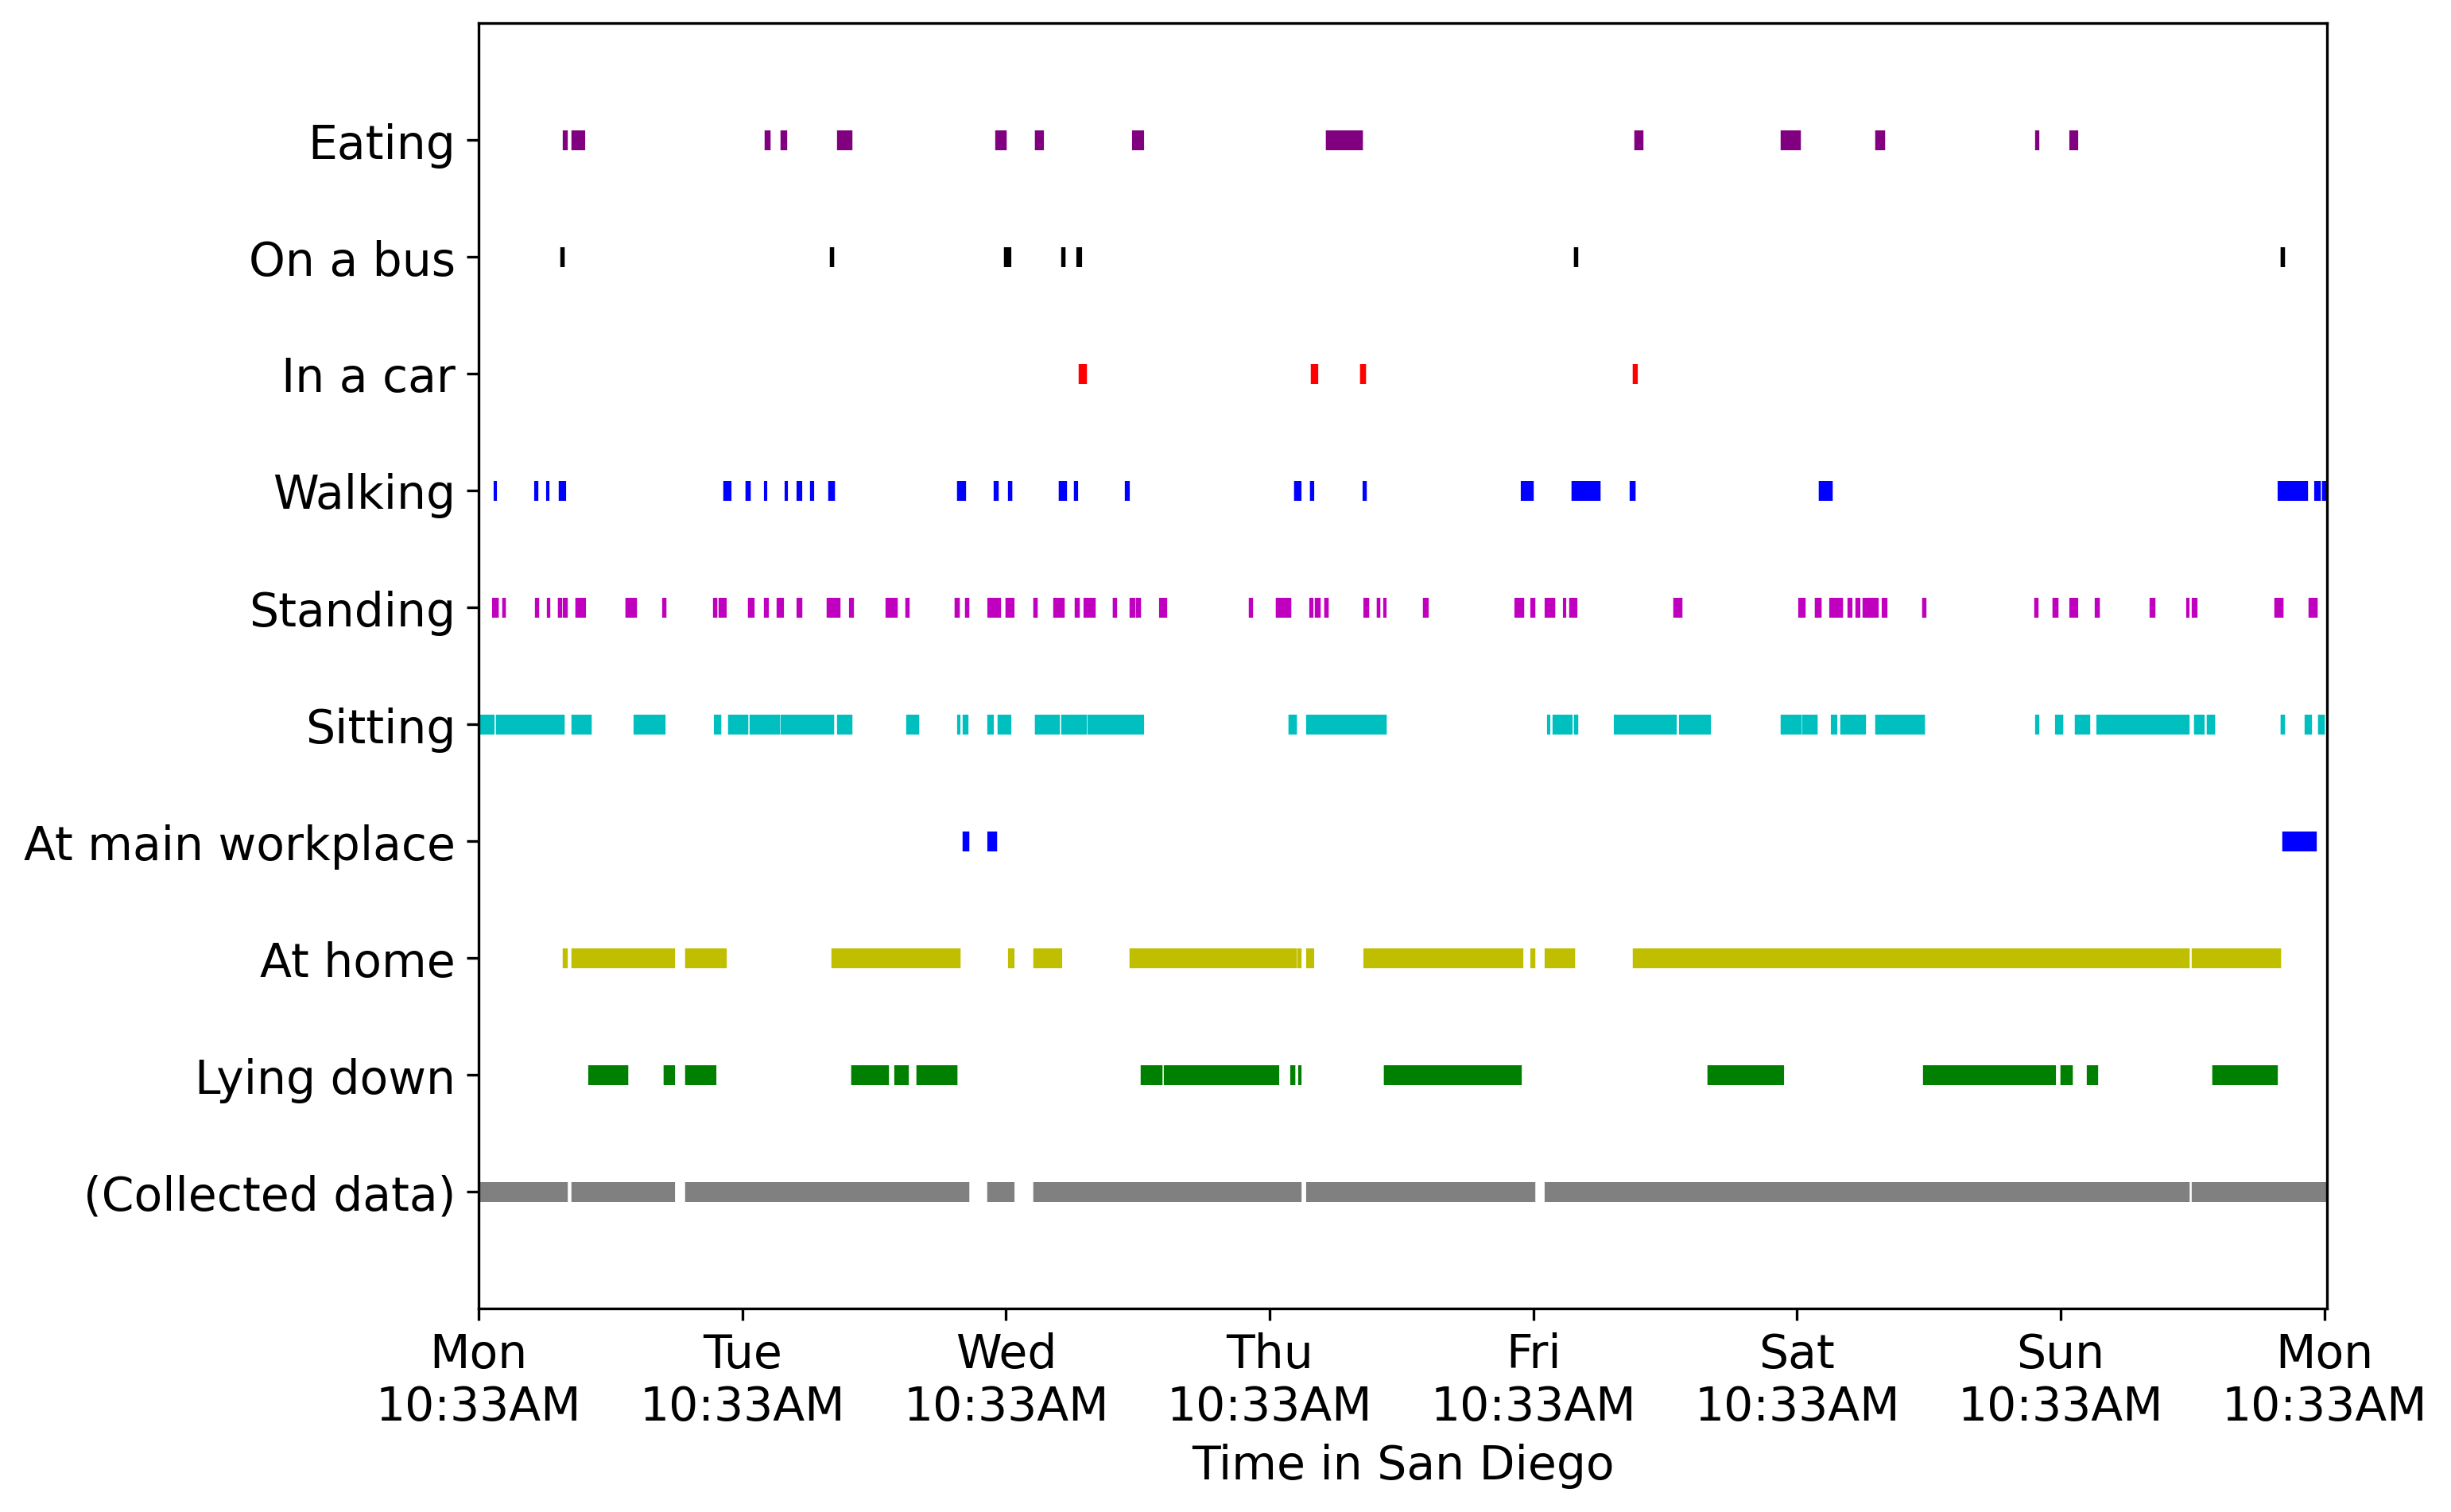 Eating
On a bus
In a car
Walking
Standing
Sitting
At main workplace
At home
Lying down
(Collected data)
Mon Tue Wed Thu Fri Sat Sun Mon
10:33AM 10:33AM 10:33AM 10:33AM 10:33AM 10:33AM 10:33AM 10:33AM
Time in San Diego